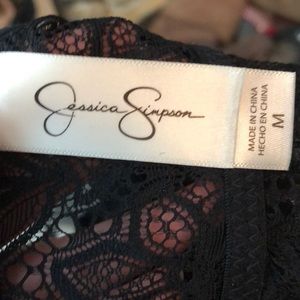 Jessica Simpson
MADE IN CHINA
HECHO EN CHINA
M